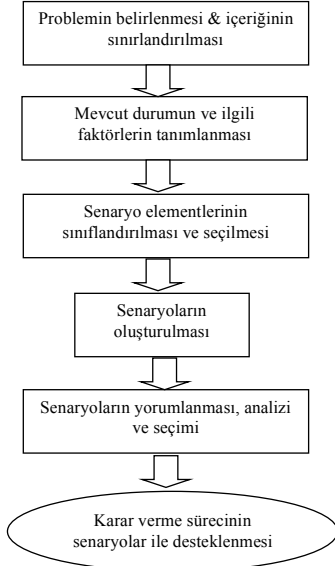 Problemin belirlenmesi & içeriğinin
sınırlandırılması
Mevcut durumun ve ilgili
faktörlerin tanımlanması
Senaryo elementlerinin
sınıflandırılması ve seçilmesi
Senaryoların
oluşturulması
Senaryoların yorumlanması, analizi
ve seçimi
Karar verme sürecinin
senaryolar ile desteklenmesi